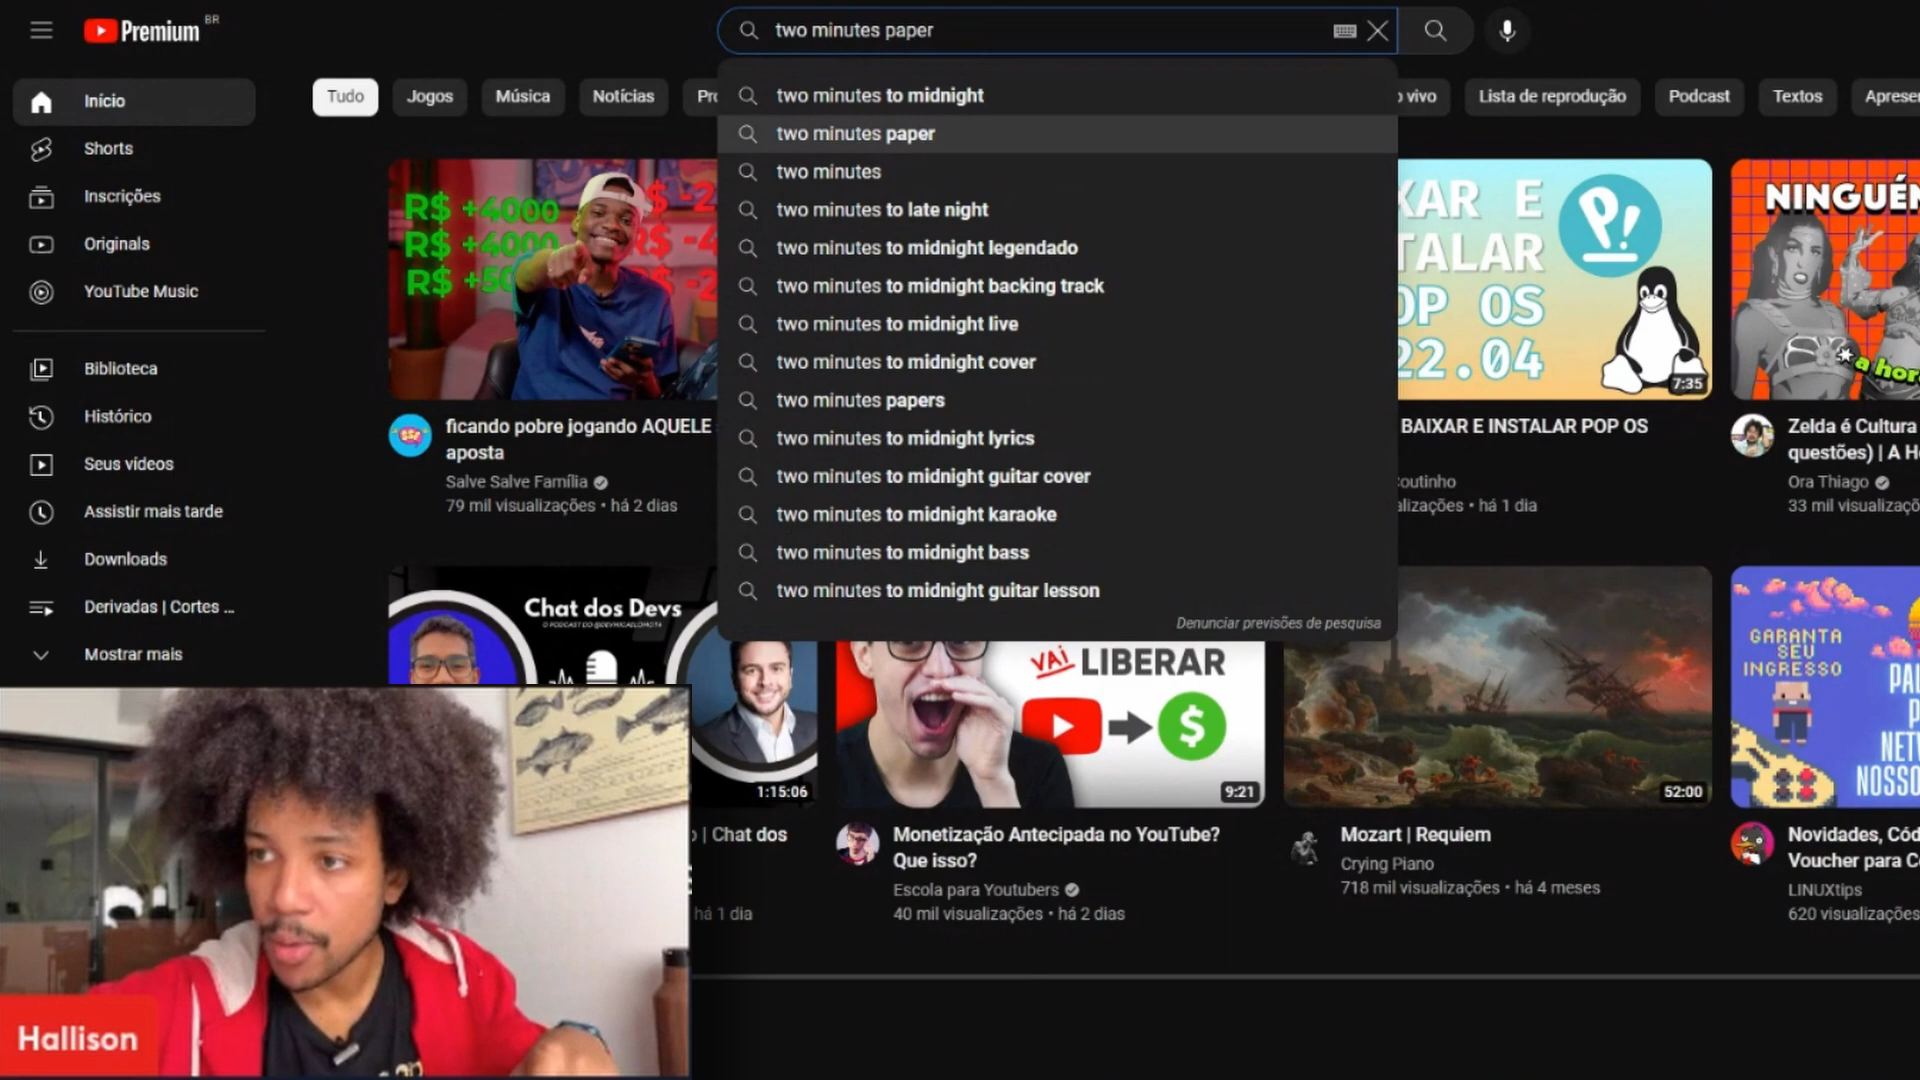 Premium BR
two minutes paper
Início
Shorts
Inscrições
Originals
YouTube Music
Biblioteca
Histórico
Seus vídeos
Assistir mais tarde
Downloads
Derivadas | Cortes ...
Mostrar mais
Tudo
Jogos
Música
Notícias
vivo
Lista de reprodução
Podcast
Textos
two minutes to midnight
two minutes paper
two minutes
two minutes to late night
two minutes to midnight legendado
two minutes to midnight backing track
two minutes to midnight live
two minutes to midnight cover
two minutes papers
two minutes to midnight lyrics
two minutes to midnight guitar cover
two minutes to midnight karaoke
two minutes to midnight bass
two minutes to midnight guitar lesson
Denunciar previsões de pesquisa
R$ +4000
R$ +4000
ficando pobre jogando AQUELE
aposta
Salve Salve Família
79 mil visualizações • há 2 dias
E
OP OS
22.04
7:35
BAIXAR E INSTALAR POP OS
há 1 dia
a
Zelda é Cultura
questões) | A
Ora Thiago
33 mil
Chat dos Devs
1:15:06
| Chat dos
há 1 dia
VAI LIBERAR
9:21
Monetização Antecipada no YouTube?
Que isso?
Escola para Youtubers
40 mil visualizações • há 2 dias
52:00
Mozart | Requiem
Crying Piano
718 mil visualizações • há 4 meses
GARANTA
SEU
INGRESSO
Novidades,
Voucher para
LINUXtips
620 visualizações
Hallison